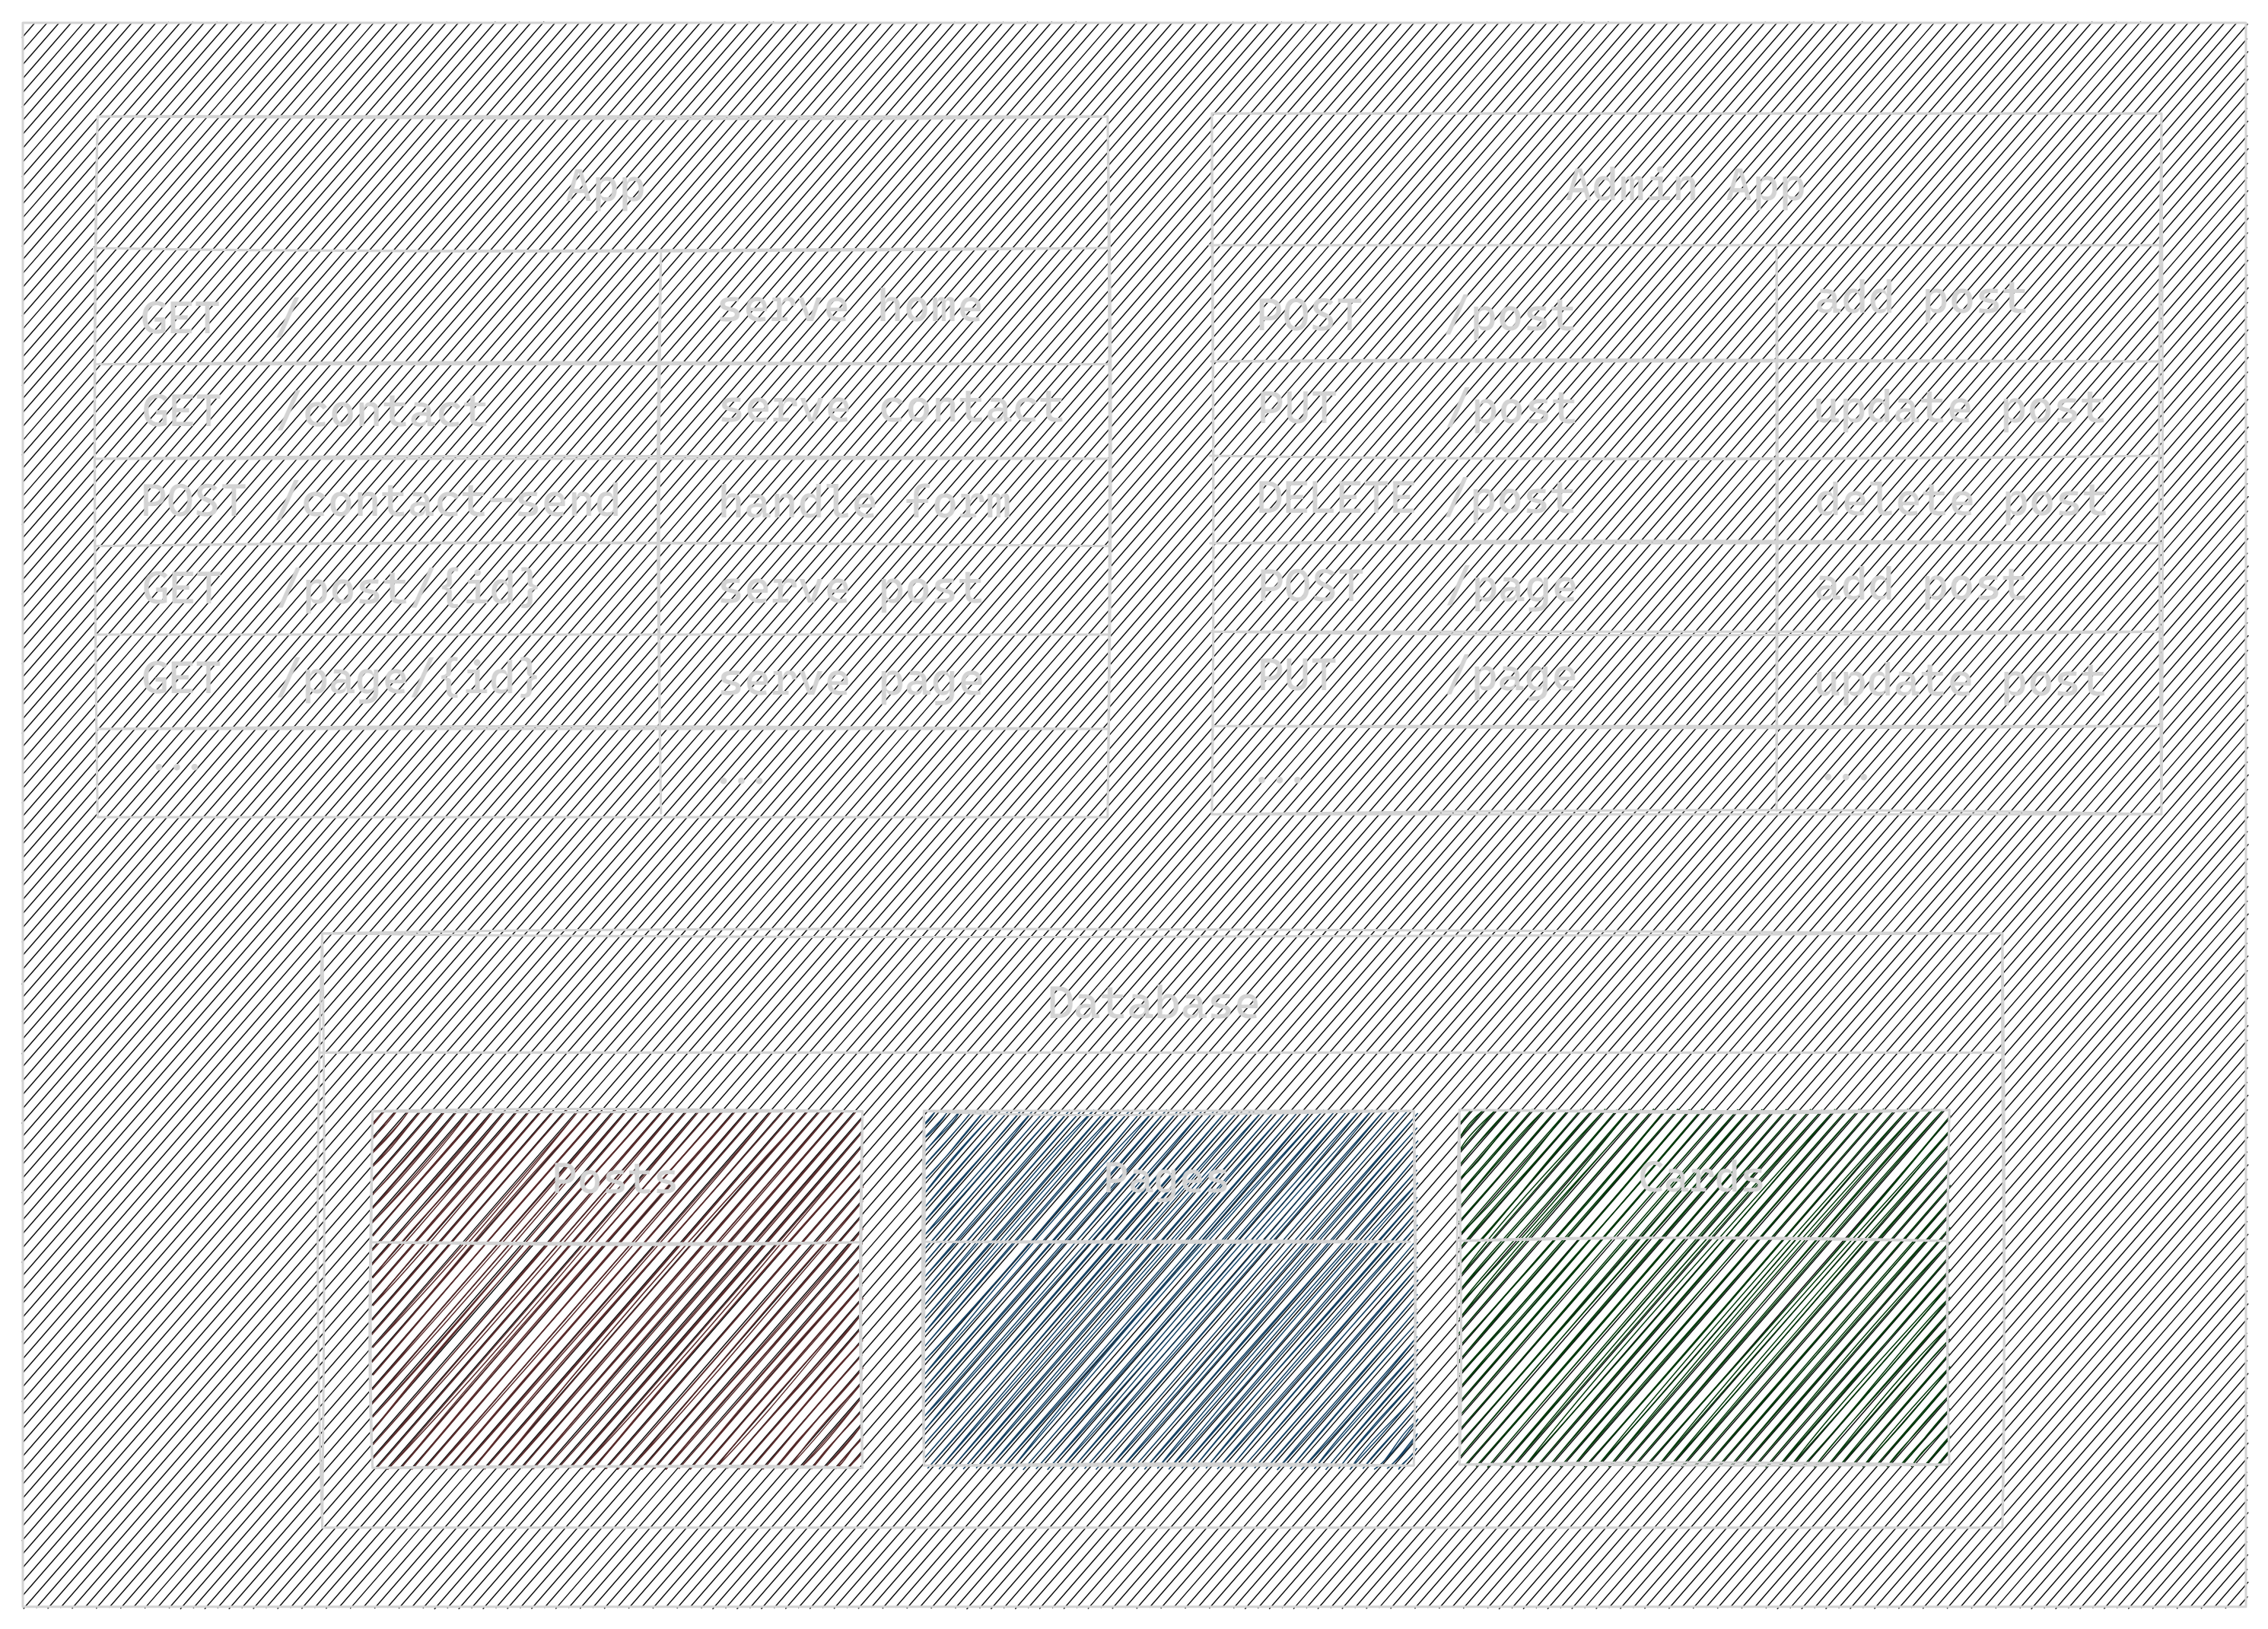 App
GET / serve home
GET /contact serve contact
POST /contact-send handle form
GET /post/{id} serve post
GET /page/{id} serve page
... ...
Admin App
POST /post add post
PUT /post update post
DELETE /post delete post
POST /page add post
PUT /page update post
... ...
Database
Posts Pages Cards